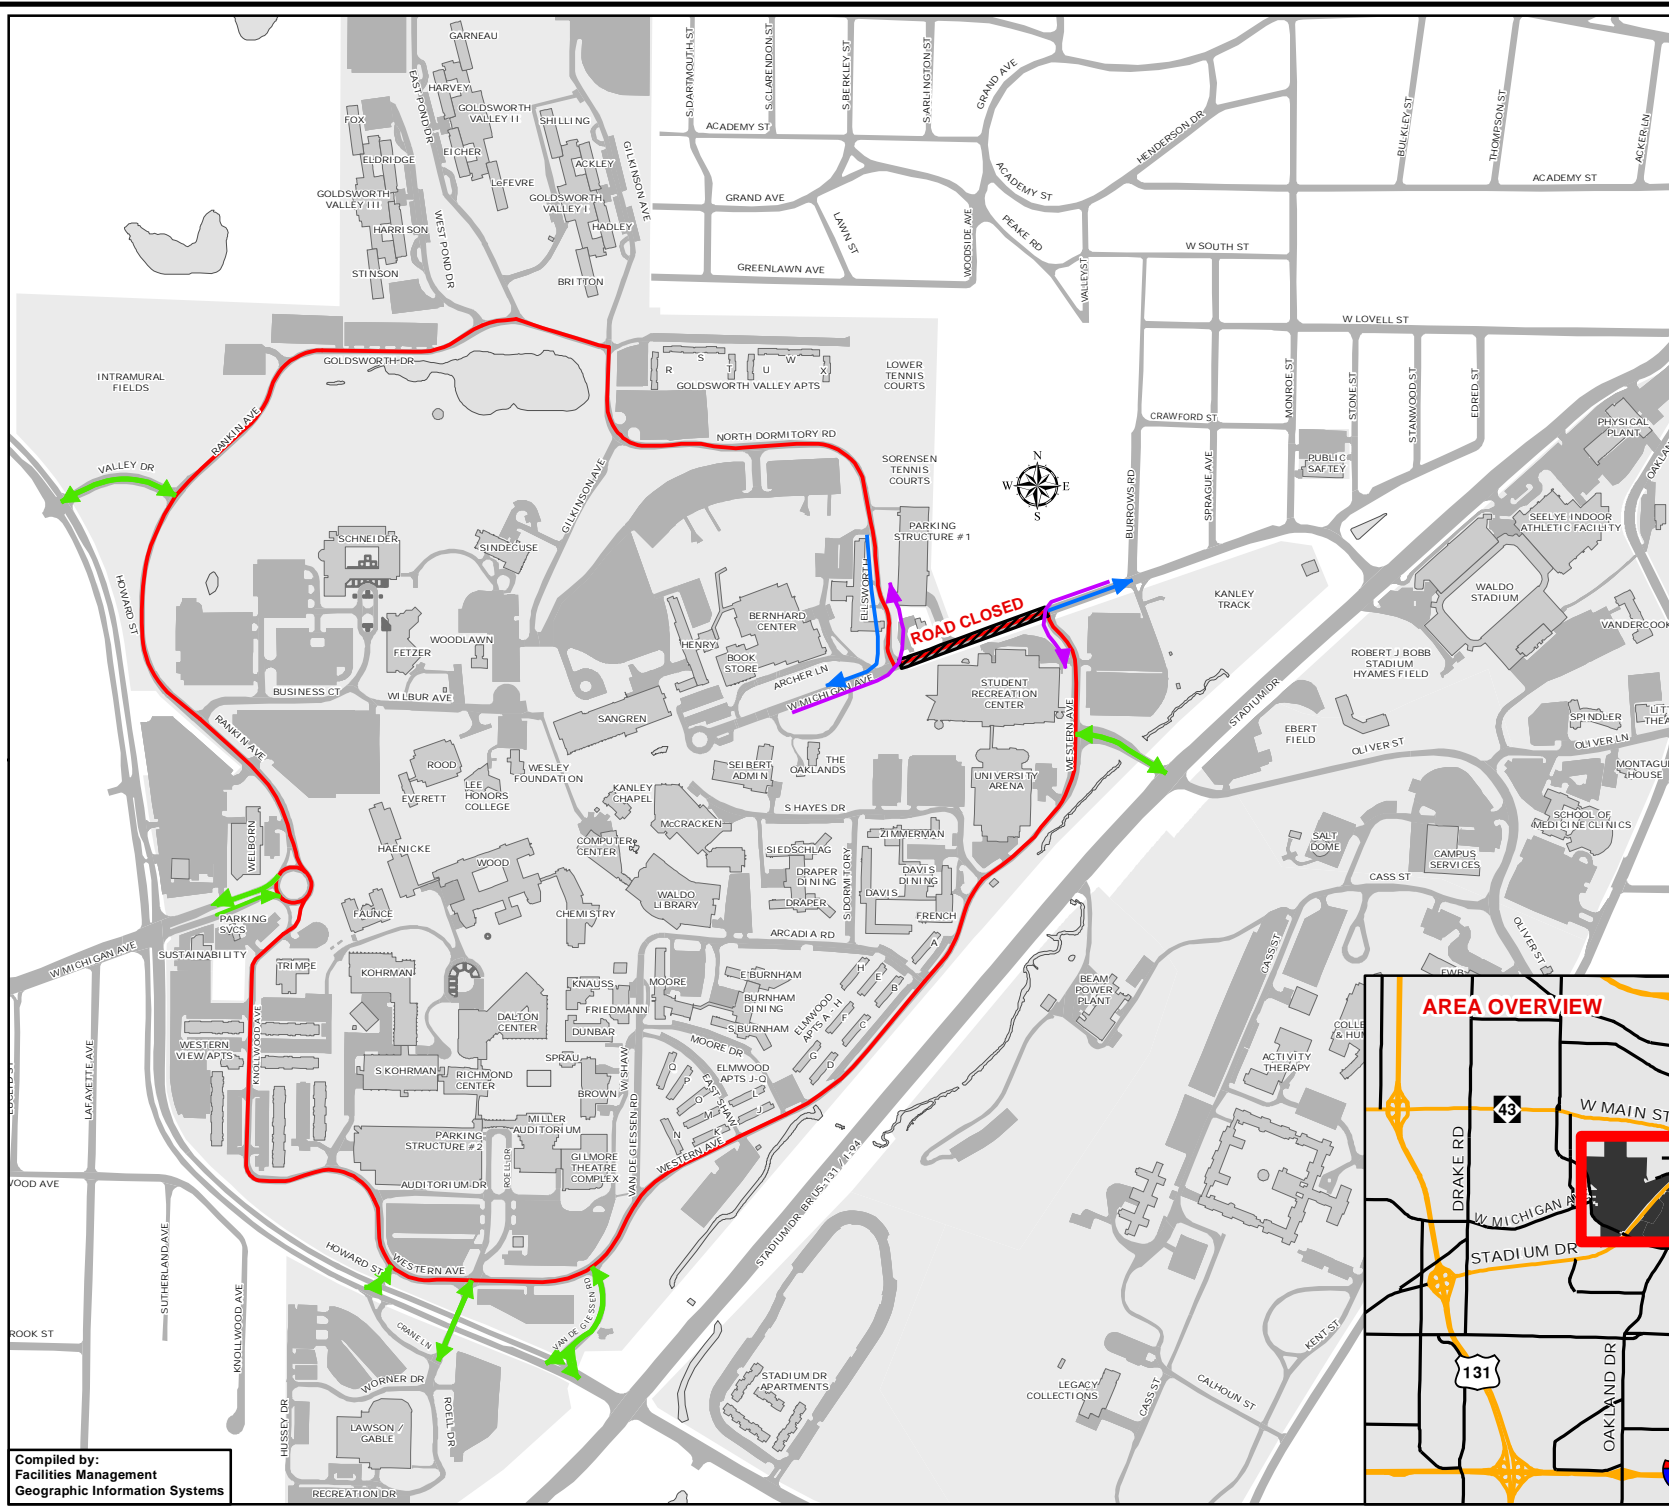 GARNEAU
HARVEY
GOLDSWORTH
VALLEY II
EAST POND DR
FOX
SHILLING
EICHER
ELDRIDGE
ACKLEY
GILKINSON AVE
LeFEVRE
GOLDSWORTH
VALLEY III
GOLDSWORTH
VALLEY I
HARRISON
HADLEY
WEST POND DR
STINSON
BRITTON
S DARTMOUTH ST
S CLARENDON ST
S BERKLEY ST
S ARLINGTON ST
GRAND AVE
ACADEMY ST
HENDERSON DR
BULKLEY ST
THOMPSON ST
ACKER LN
ACADEMY ST
ACADEMY ST
GRAND AVE
LAWN ST
WOODSIDE AVE
PEAKE RD
W SOUTH ST
GREENLAWN AVE
VALLEY ST
W LOVELL ST
INTRAMURAL
FIELDS
GOLDSWORTH DR
R
S
T
U
W
X
GOLDSWORTH VALLEY APTS
LOWER
TENNIS
COURTS
MONROE ST
STONE ST
STANWOOD ST
EDRED ST
CRAWFORD ST
PHYSICAL
PLANT
RANKIN AVE
NORTH DORMITORY RD
SORENSEN
TENNIS
COURTS
N
W
E
S
BURROWS RD
SPRAGUE AVE
PUBLIC
SAFTEY
VALLEY DR
GILKINSON AVE
PARKING
STRUCTURE #1
SEELYE INDOOR
ATHLETIC FACILITY
SCHNEIDER
SINDECUSE
HOWARD ST
ELLSWORTH
ROAD CLOSED
KANLEY
TRACK
WALDO
STADIUM
BERNHARD
CENTER
VANDERCOOK
WOODLAWN
FETZER
HENRY
BOOK
STORE
ARCHER LN
W MICHIGAN AVE
ROBERT J BOBB
STADIUM
HYAMES FIELD
STUDENT
RECREATION
CENTER
STADIUM DR
BUSINESS CT
WILBUR AVE
SANGREN
RANKIN AVE
WESTERN AVE
EBERT
FIELD
SPINDLER
OLIVER ST
OLIVER LN
ROOD
WESLEY
FOUNDATION
SEIBERT
ADMIN
THE
OAKLANDS
UNIVERSITY
ARENA
MONTAGUE
HOUSE
EVERETT
LEE
HONORS
COLLEGE
KANLEY
CHAPEL
S HAYES DR
McCRACKEN
ZIMMERMAN
SCHOOL OF
MEDICINE CLINICS
WELBORN
HAENICKE
WOOD
COMPUTER
CENTER
SIEDSCHLAG
S DORMITORY
SALT
DOME
CAMPUS
SERVICES
DRAPER
DINING
DAVIS
DINING
CASS ST
WALDO
LIBRARY
DRAPER
DAVIS
FRENCH
PARKING
SVCS
FAUNCE
CHEMISTRY
ARCADIA RD
A
OLIVER ST
CASS ST
W MICHIGAN AVE
SUSTAINABILITY
TRIMPE
KOHRMAN
MOORE
E BURNHAM
H
E
B
KNAUSS
FRIEDMANN
BURNHAM
DINING
ELMWOOD
APTS A - H
F
C
BEAM
POWER
PLANT
DALTON
CENTER
DUNBAR
S BURNHAM
KNOLLWOOD AVE
WESTERN
VIEW APTS
MOORE DR
G
D
SPRAU
S KOHRMAN
RICHMOND
CENTER
W SHAW
Q
P
ELMWOOD
APTS J-Q
EAST SHAW
ACTIVITY
THERAPY
BROWN
O
L
J
M
K
N
LAFAYETTE AVE
MILLER
AUDITORIUM
PARKING
STRUCTURE #2
GILMORE
THEATRE
COMPLEX
VAN DE GIESSEN RD
WESTERN AVE
ROELL DR
AUDITORIUM DR
STADIUM DR BR US-131 / I-94
SUTHERLAND AVE
KNOLLWOOD AVE
HOWARD ST
WESTERN AVE
VAN DE GIESSEN RD
CRANE LN
WORNER DR
ROELL DR
HUSSEY DR
LAWSON /
GABLE
RECREATION DR
STADIUM DR
APARTMENTS
LEGACY
COLLECTIONS
CASS ST
CALHOUN ST
KENT ST
AREA OVERVIEW
W MAIN ST
43
DRAKE RD
W MICHIGAN A
STADIUM DR
131
OAKLAND DR
Compiled by:
Facilities Management
Geographic Information Systems